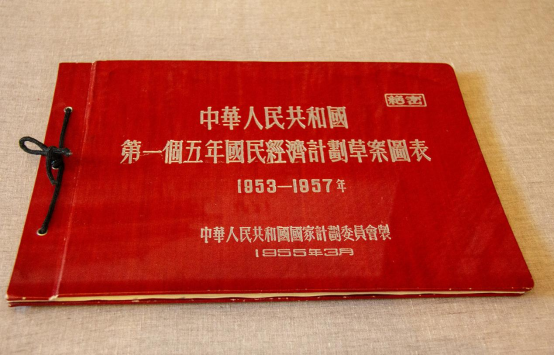 絕密
中華人民共和國
第一個五年國民經濟計劃草案圖表
1953—1957年
中華人民共和國國家計劃委員會製
1955年3月